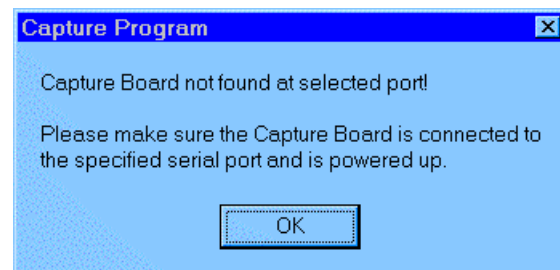 Capture Program
Capture Board not found at selected port!
Please make sure the Capture Board is connected to
the specified serial port and is powered up.
OK